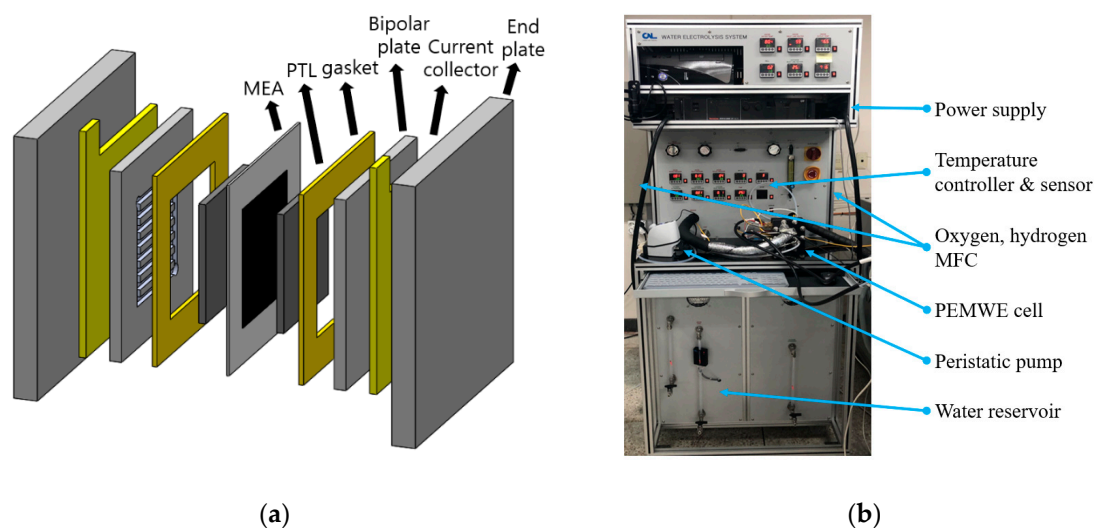 (a)
MEA
PTL
gasket
Bipolar
plate
Current
collector
End
plate
CNL
WATER ELECTROLYSIS SYSTEM
Power supply
Temperature
controller & sensor
Oxygen, hydrogen
MFC
PEMWE cell
Peristatic pump
Water reservoir
(a)
(b)